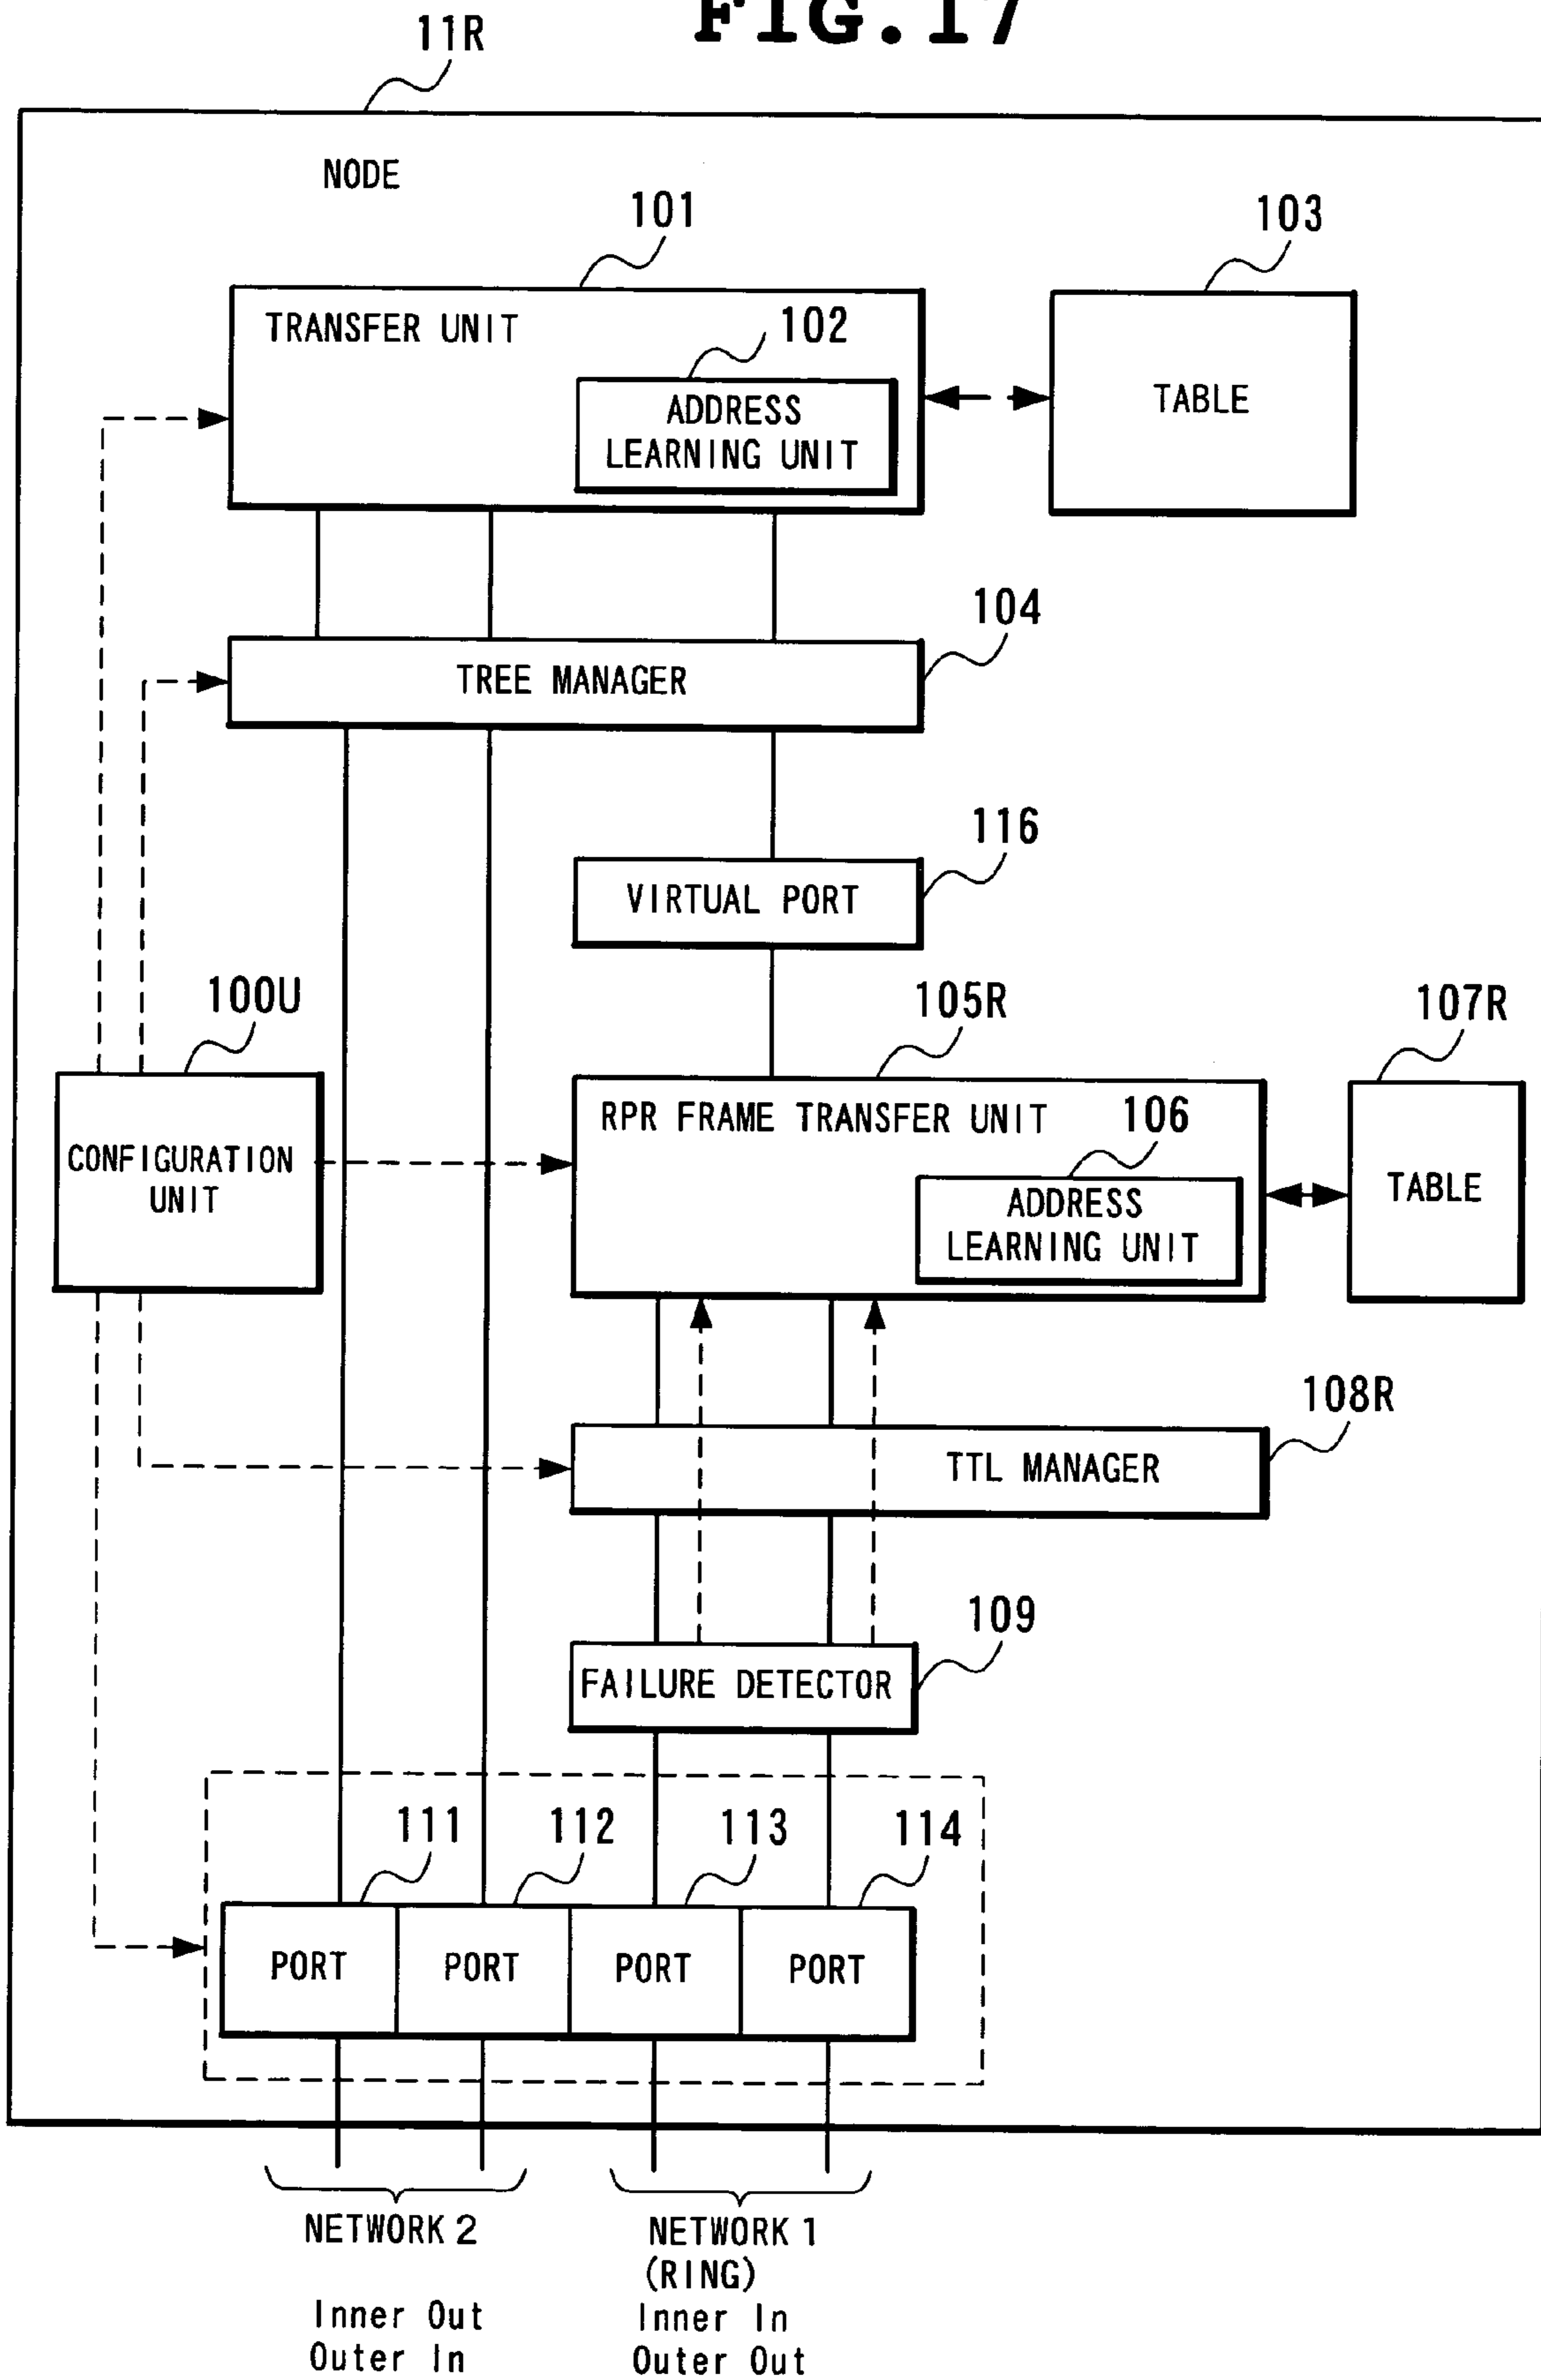 FIG.17
11R
NODE
101
103
TRANSFER UNIT
102
ADDRESS
LEARNING UNIT
TABLE
104
TREE MANAGER
116
VIRTUAL PORT
100U
105R
107R
CONFIGURATION
UNIT
RPR FRAME TRANSFER UNIT
106
ADDRESS
LEARNING UNIT
TABLE
108R
TTL MANAGER
109
FAILURE DETECTOR
111
112
113
114
PORT
PORT
PORT
PORT
NETWORK 2
Inner Out
Outer In
NETWORK 1
(RING)
Inner In
Outer Out